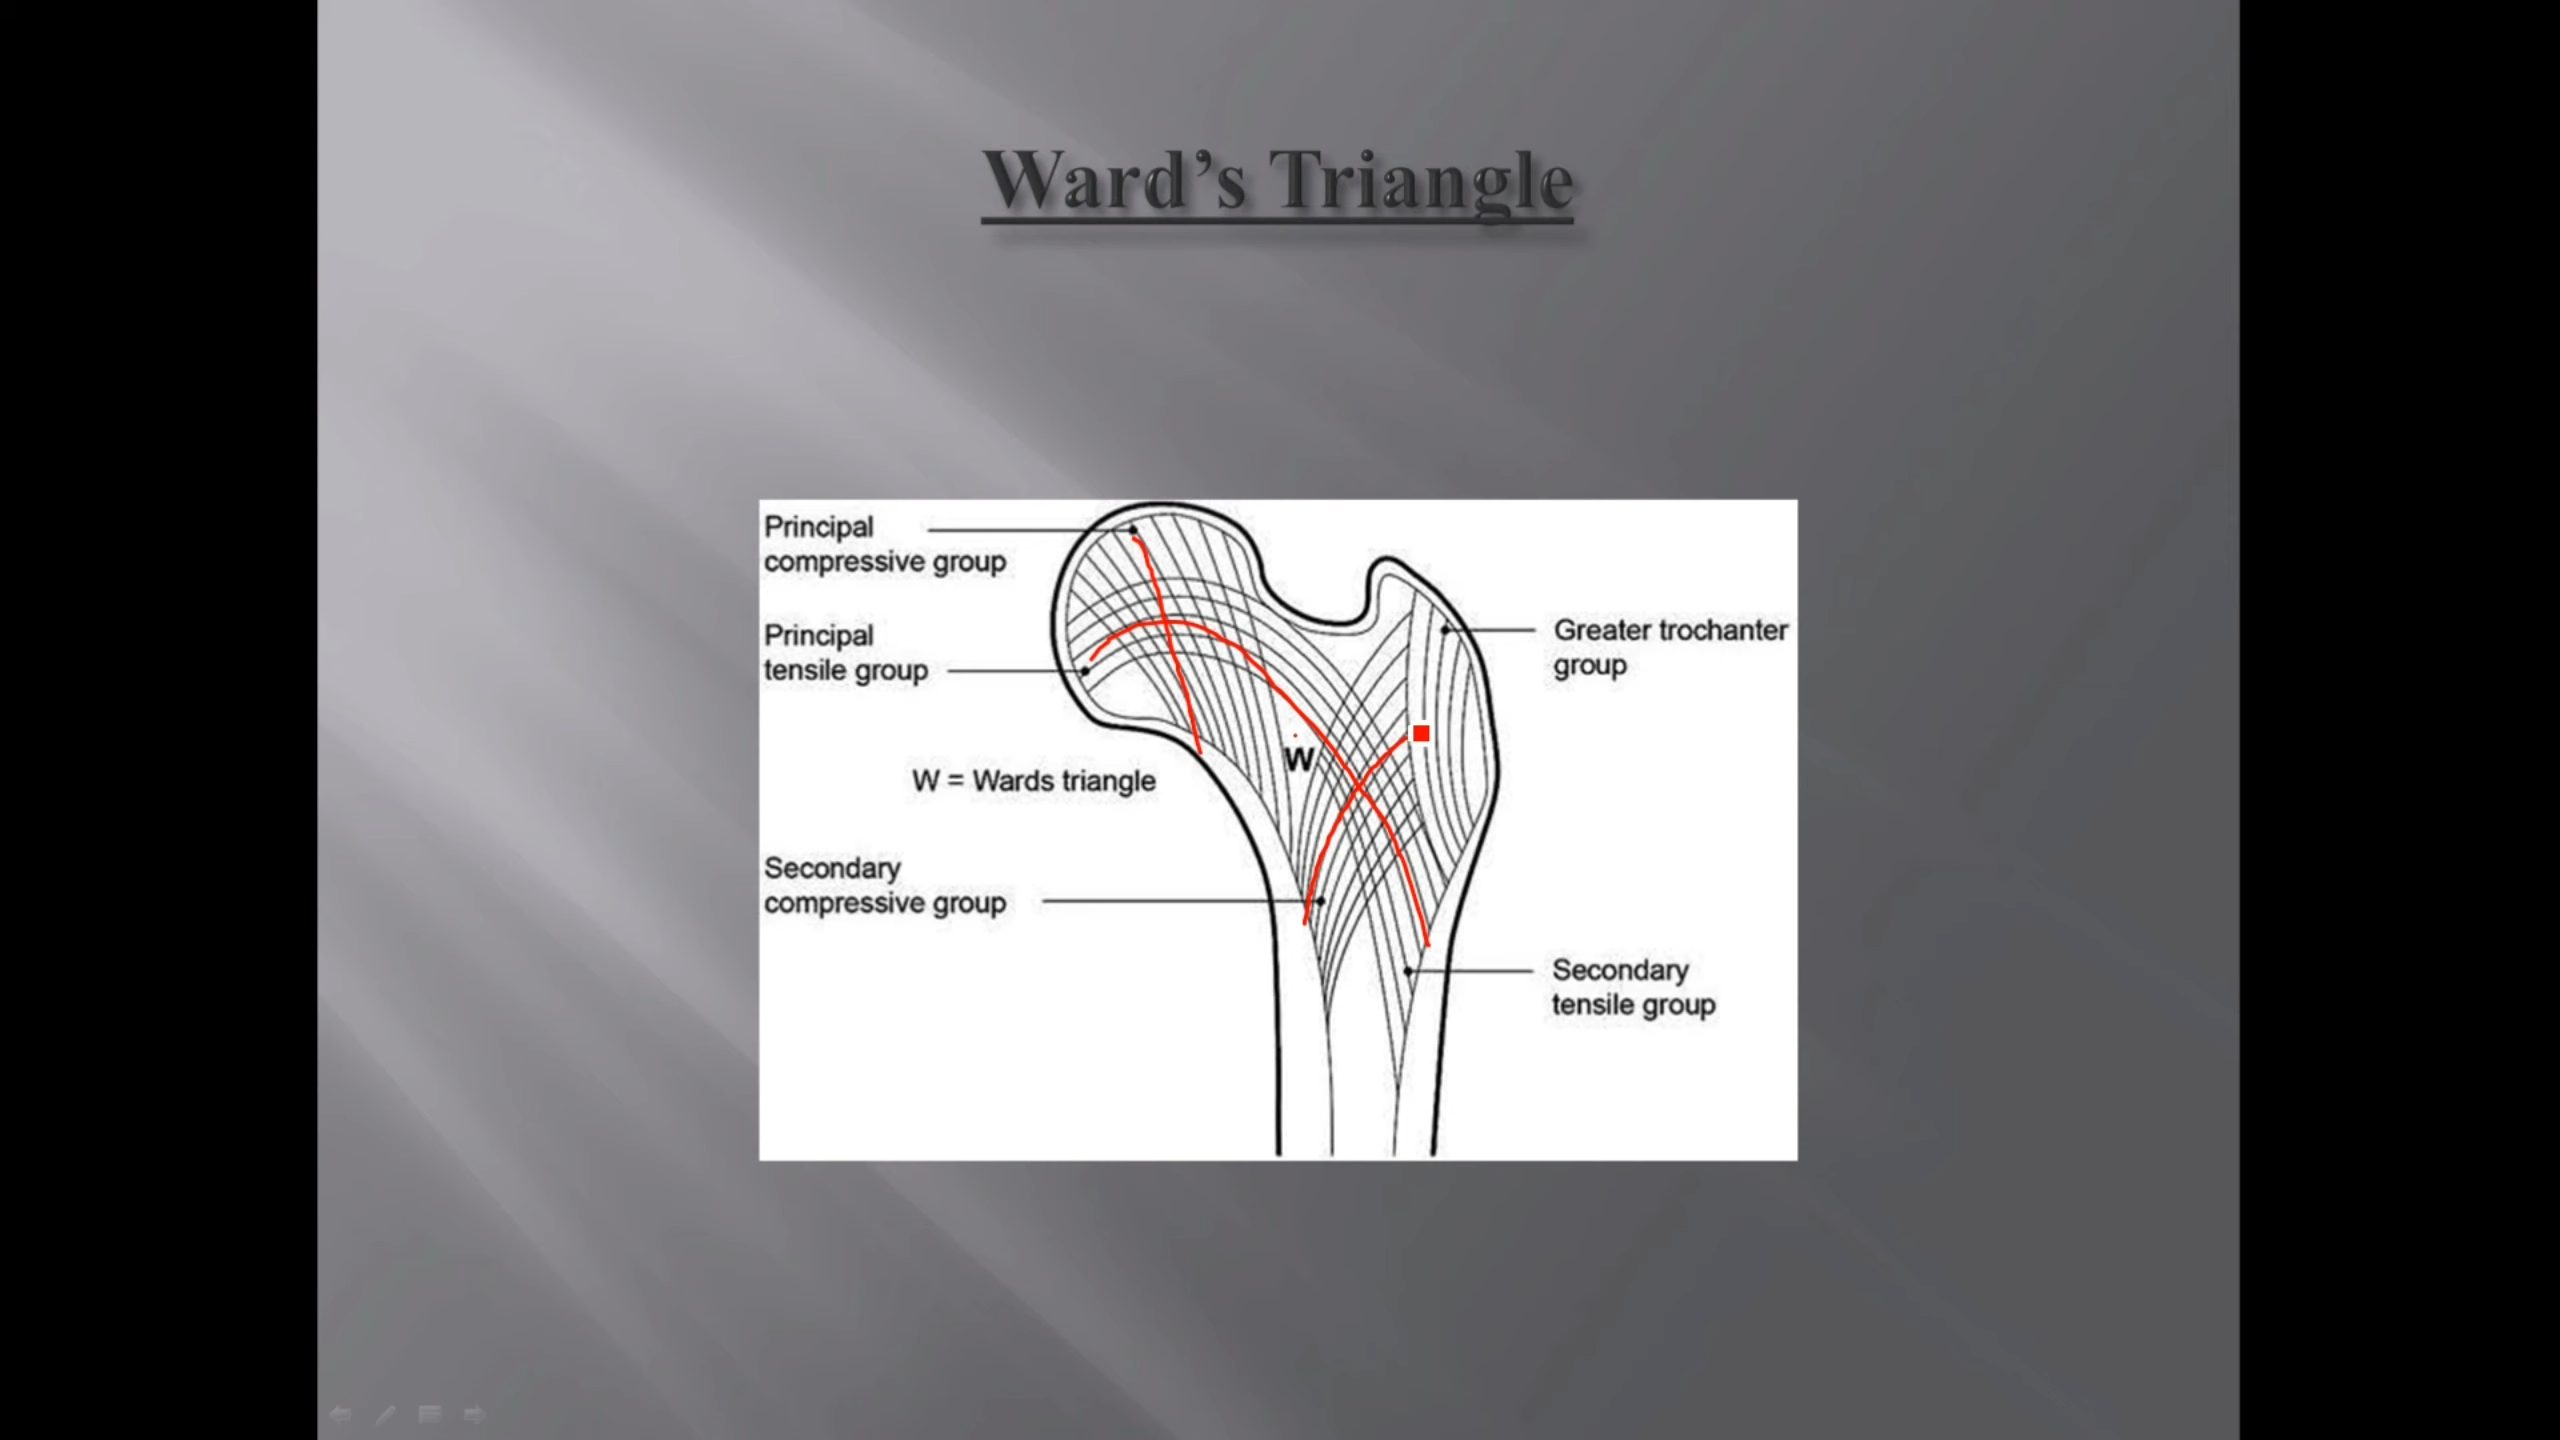 Ward’s Triangle
Principal
compressive group
Principal
tensile group
Greater trochanter
group
W
W = Wards triangle
Secondary
compressive group
Secondary
tensile group